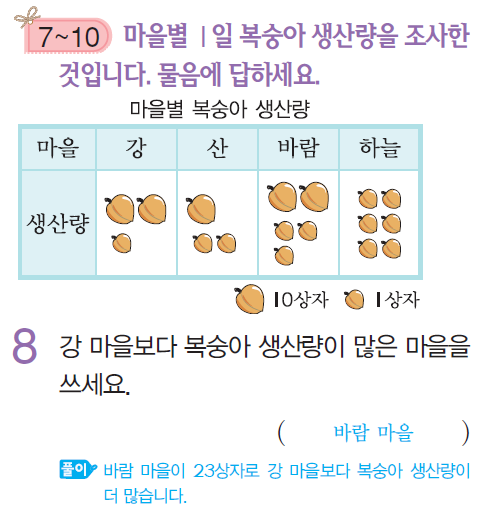 7~10 마을별 1일 복숭아 생산량을 조사한
것입니다. 물음에 답하세요.
마을별 복숭아 생산량
마을 강 산 바람 하늘
생산량
10상자 1상자
8 강 마을보다 복숭아 생산량이 많은 마을을
쓰세요.
( 바람 마을 )
풀이 바람 마을이 23상자로 강 마을보다 복숭아 생산량이
더 많습니다.